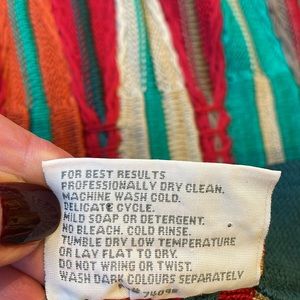 FOR BEST RESULTS
PROFESSIONALLY DRY CLEAN.
MACHINE WASH COLD.
DELICATE CYCLE.
MILD SOAP OR DETERGENT.
NO BLEACH. COLD RINSE.
TUMBLE DRY LOW TEMPERATURE
OR LAY FLAT TO DRY.
DO NOT WRING OR TWIST.
WASH DARK COLOURS SEPARATELY